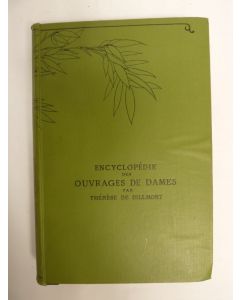 ENCYCLOPÉDIE
DES
OUVRAGES DE DAMES
PAR
THÉRÈSE DE DILLMONT